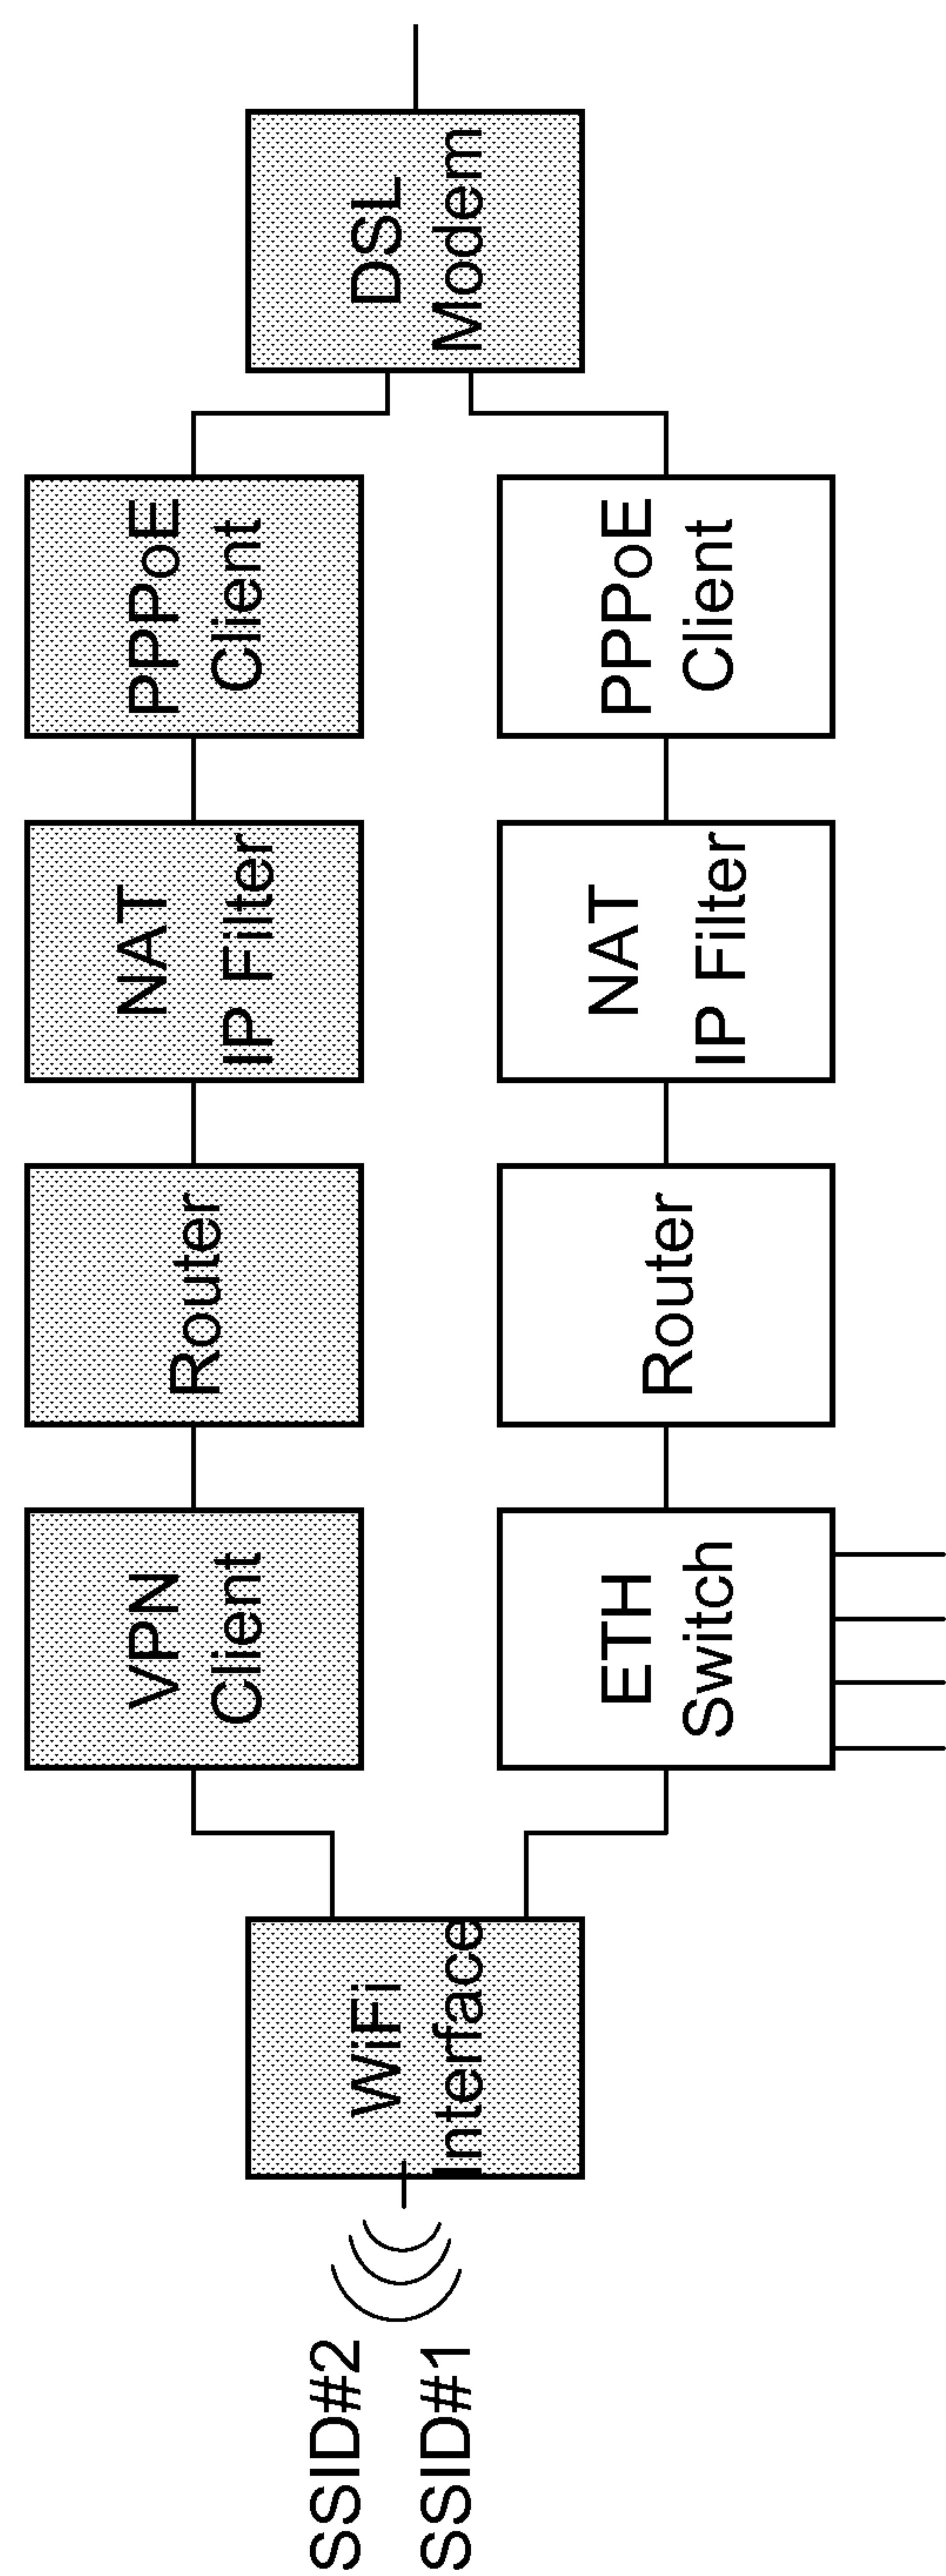 SSID#2
SSID#1
WiFi
Interface
VPN
Client
Router
NAT
IP Filter
PPPoE
Client
ETH
Switch
Router
NAT
IP Filter
PPPoE
Client
DSL
Modem